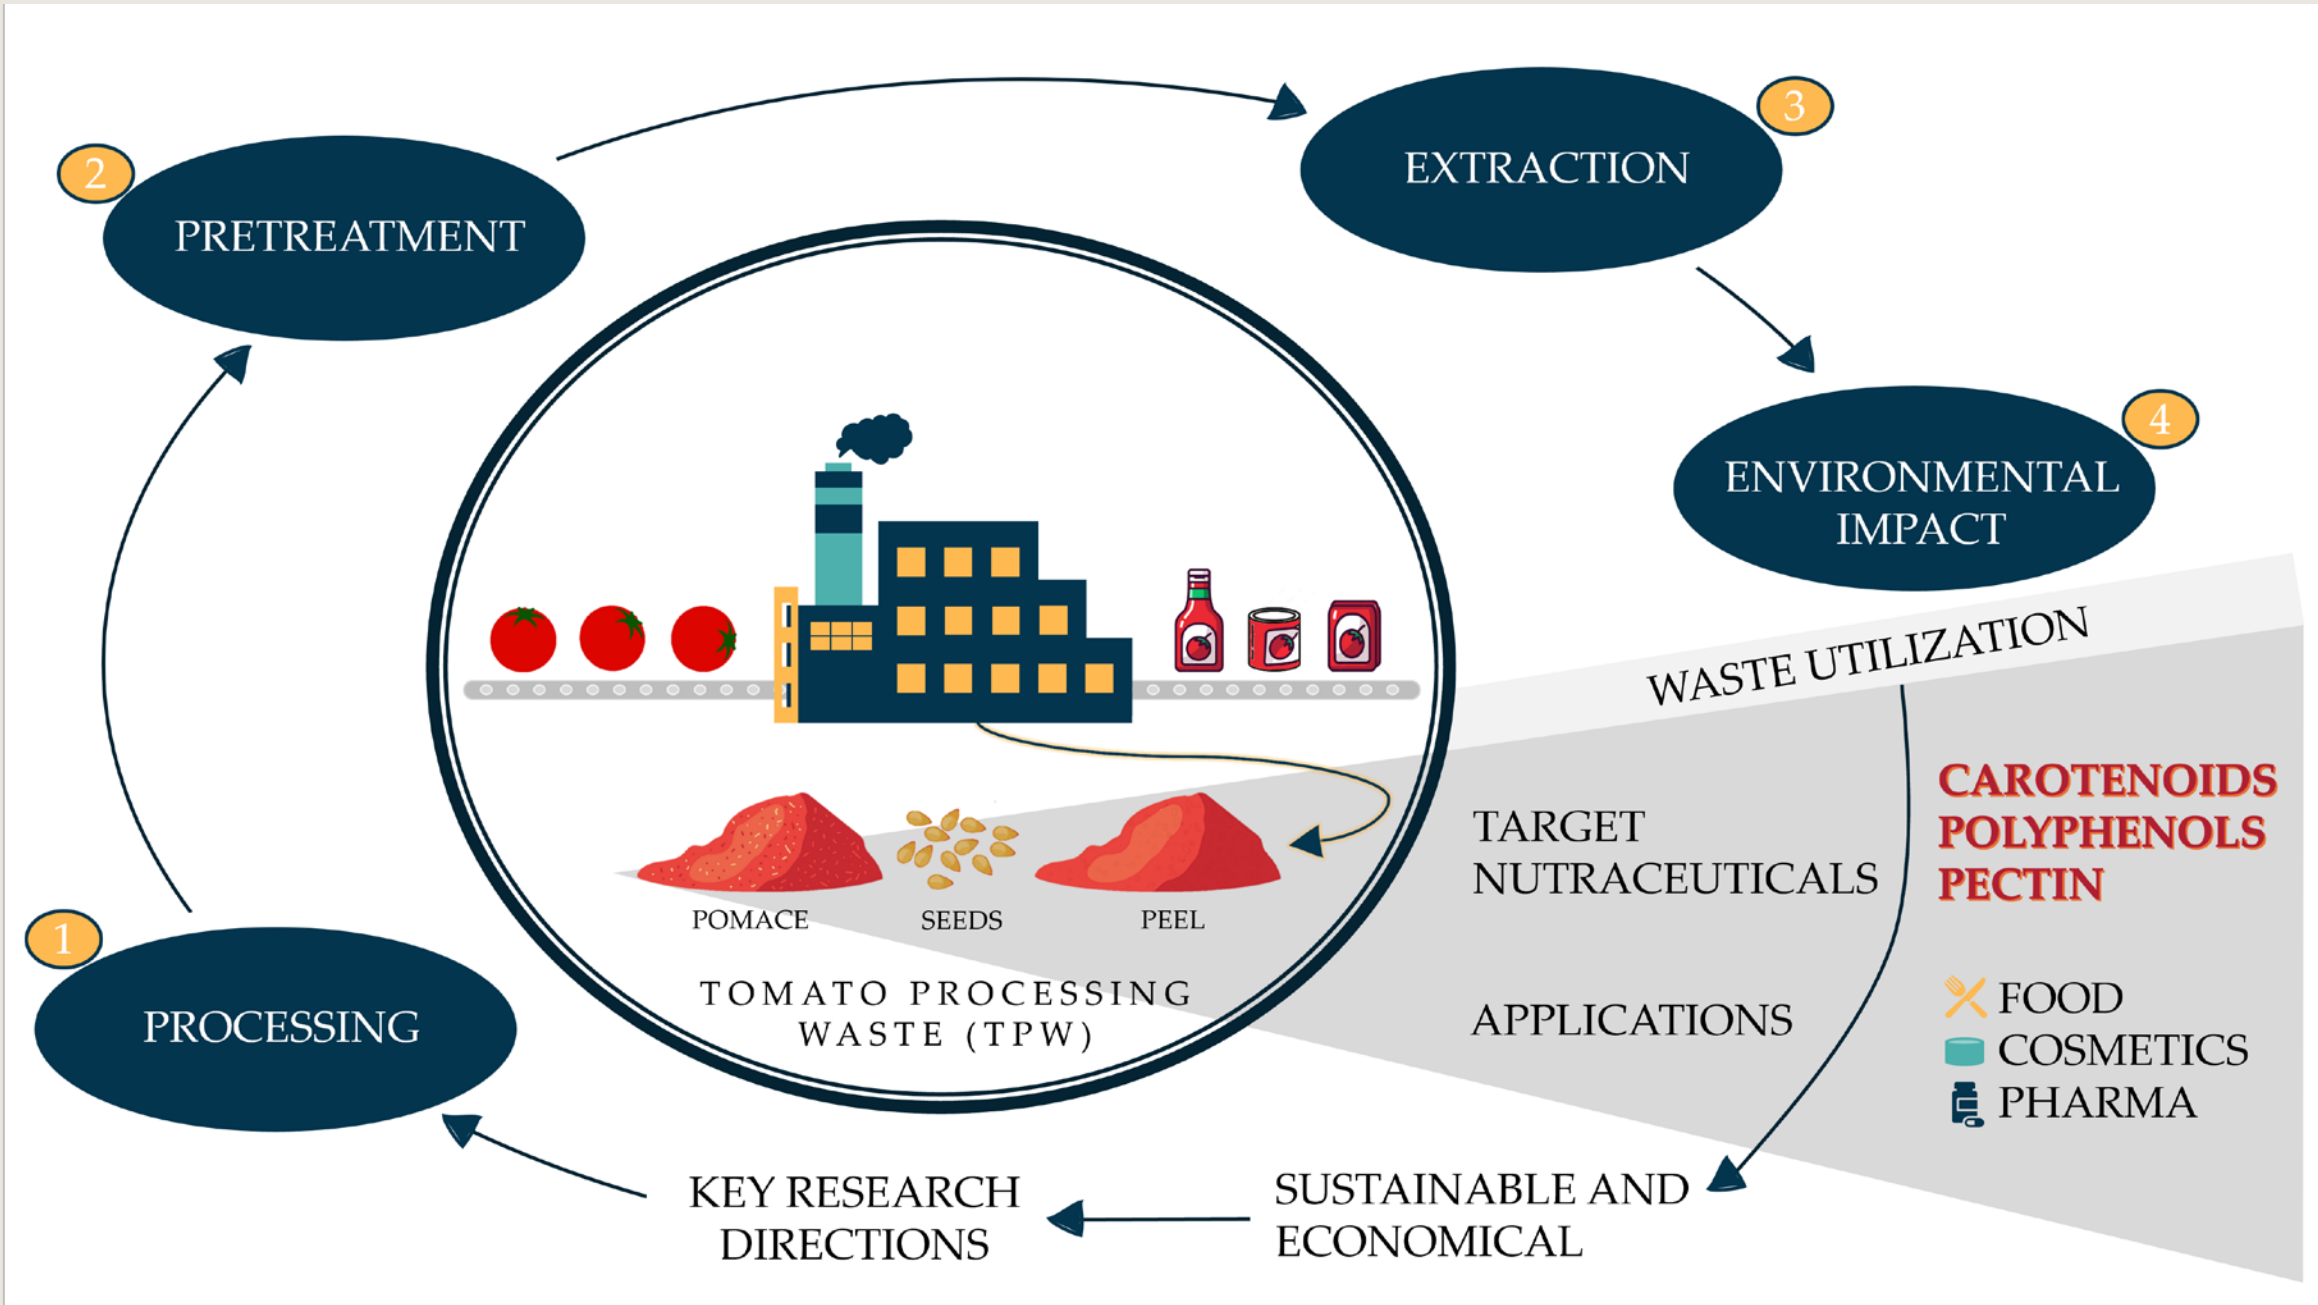 2
PRETREATMENT
3
EXTRACTION
4
ENVIRONMENTAL
IMPACT
WASTE UTILIZATION
TARGET
NUTRACEUTICALS
CAROTENOIDS
POLYPHENOLS
PECTIN
APPLICATIONS
FOOD
COSMETICS
PHARMA
POMACE
SEEDS
PEEL
TOMATO PROCESSING
WASTE (TPW)
1
PROCESSING
KEY RESEARCH
DIRECTIONS
SUSTAINABLE AND
ECONOMICAL